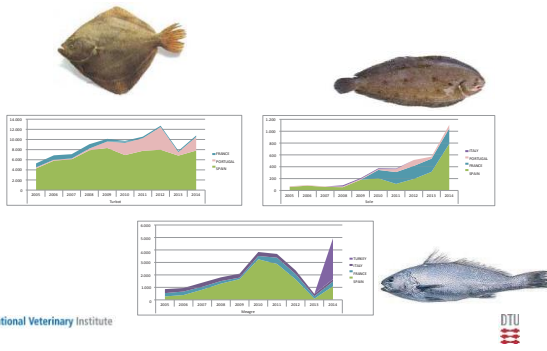 14.000
12.000
10.000
8.000
6.000
4.000
2.000
0
2005 2006 2007 2008 2009 2010 2011 2012 2013 2014
Turbot
FRANCE
PORTUGAL
SPAIN
1.200
1.000
800
600
400
200
0
2005 2006 2007 2008 2009 2010 2011 2012 2013 2014
Sole
ITALY
PORTUGAL
FRANCE
SPAIN
6.000
5.000
4.000
3.000
2.000
1.000
0
2005 2006 2007 2008 2009 2010 2011 2012 2013 2014
Meagre
TURKEY
ITALY
FRANCE
SPAIN
tional Veterinary Institute
DTU